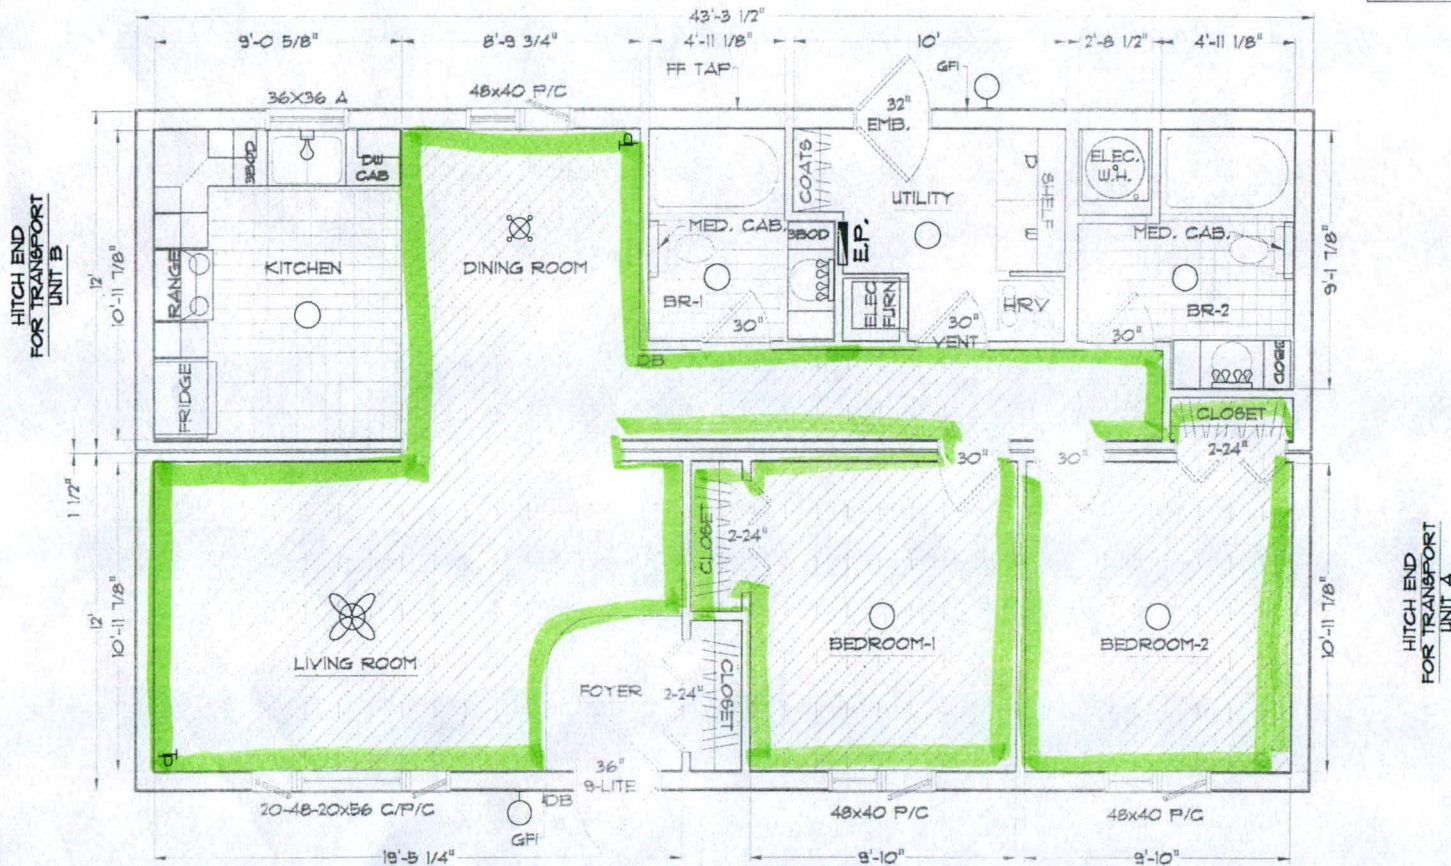 43'-3 1/2"
9'-0 5/8"
8'-9 3/4"
4'-11 1/8"
10'
2'-8 1/2"
4'-11 1/8"
FF TAP
GFI
36X36 A
48x40 P/C
32"
EMB.
3BOD
DW
CAB
COATS
UTILITY
D
W
SHELF
ELEC.
W.H.
MED. CAB.
3BOD
E.P.
MED. CAB.
HITCH END
FOR TRANSPORT
UNIT B
12'
10'-11 7/8"
RANGE
KITCHEN
DINING ROOM
BR-1
30"
ELEC
FURN
30"
VENT
HRV
30"
BR-2
9'-1 7/8"
FRIDGE
DB
3BOD
CLOSET
2-24"
30"
30"
1 1/2"
12'
10'-11 7/8"
CLOSET
2-24"
LIVING ROOM
FOYER
2-24"
CLOSET
BEDROOM-1
BEDROOM-2
10'-11 7/8"
HITCH END
FOR TRANSPORT
UNIT A
36"
9-LITE
20-48-20x56 C/P/C
DB
GFI
48x40 P/C
48x40 P/C
19'-5 1/4"
9'-10"
9'-10"